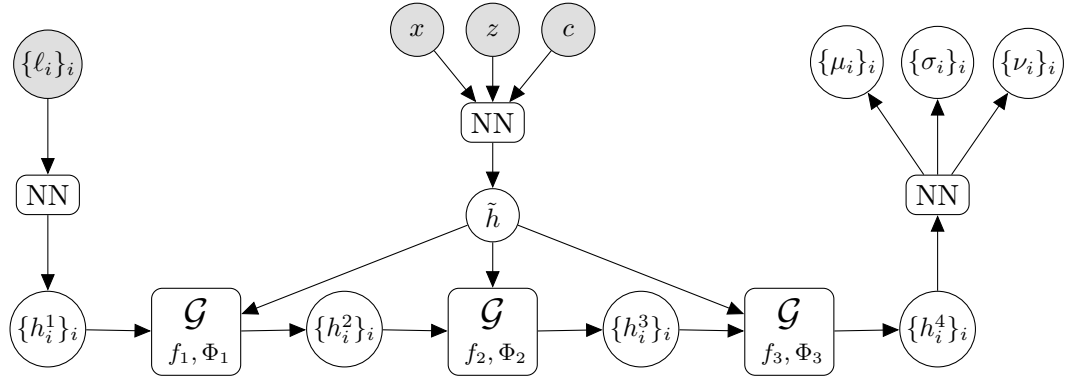 {ℓ_i}_i
x z c
{μ_i}_i {σ_i}_i {ν_i}_i
NN
NN
NN
h̃
{h_i^1}_i
𝒢
f_1, Φ_1
{h_i^2}_i
𝒢
f_2, Φ_2
{h_i^3}_i
𝒢
f_3, Φ_3
{h_i^4}_i